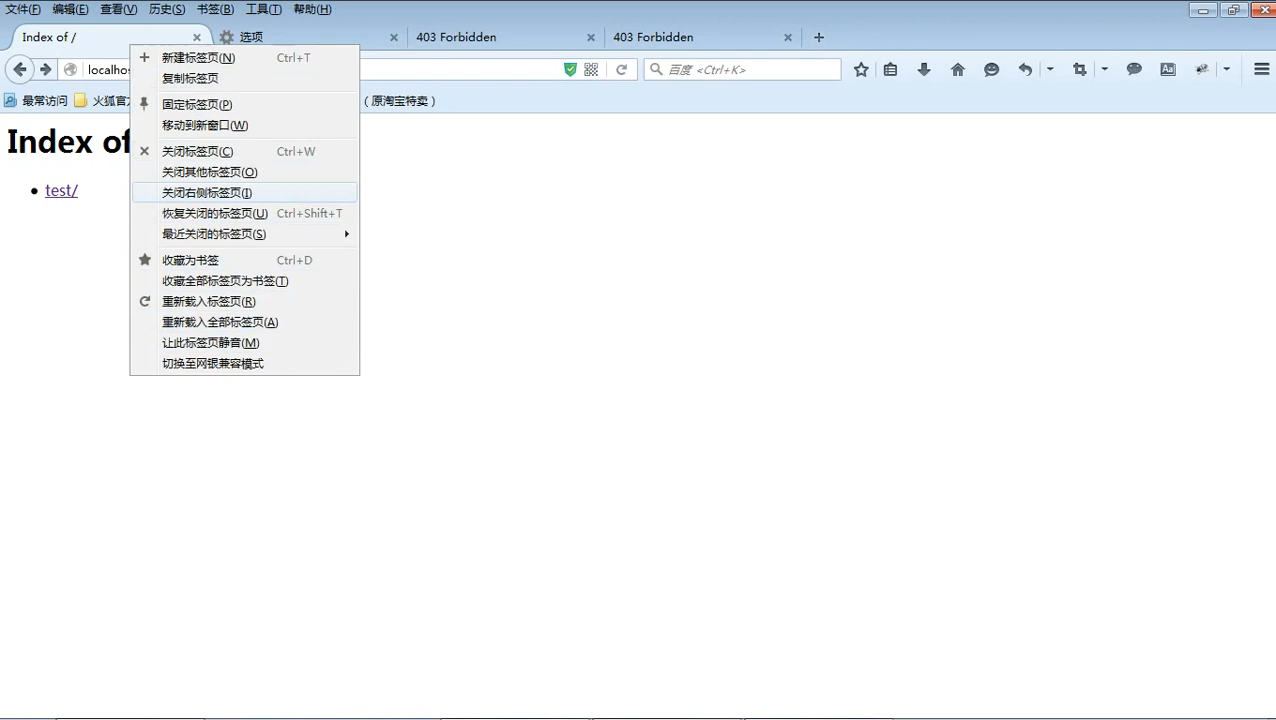 文件(F) 编辑(E) 查看(V) 历史(S) 书签(B) 工具(T) 帮助(H)
Index of / 选项 403 Forbidden 403 Forbidden
localhos 百度 <Ctrl+K>
最常访问 火狐官方 (原淘宝特卖)
Index of
test/
新建标签页(N) Ctrl+T
复制标签页
固定标签页(P)
移动到新窗口(W)
关闭标签页(C) Ctrl+W
关闭其他标签页(O)
关闭右侧标签页(I)
恢复关闭的标签页(U) Ctrl+Shift+T
最近关闭的标签页(S)
收藏为书签 Ctrl+D
收藏全部标签页为书签(T)
重新载入标签页(R)
重新载入全部标签页(A)
让此标签页静音(M)
切换至网银兼容模式